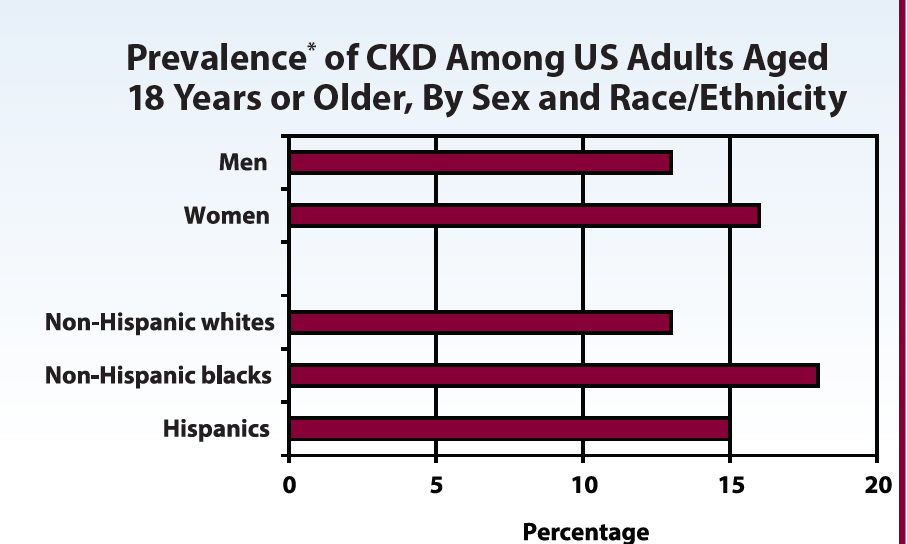 Prevalence* of CKD Among US Adults Aged
18 Years or Older, By Sex and Race/Ethnicity
Men
Women
Non-Hispanic whites
Non-Hispanic blacks
Hispanics
0 5 10 15 20
Percentage